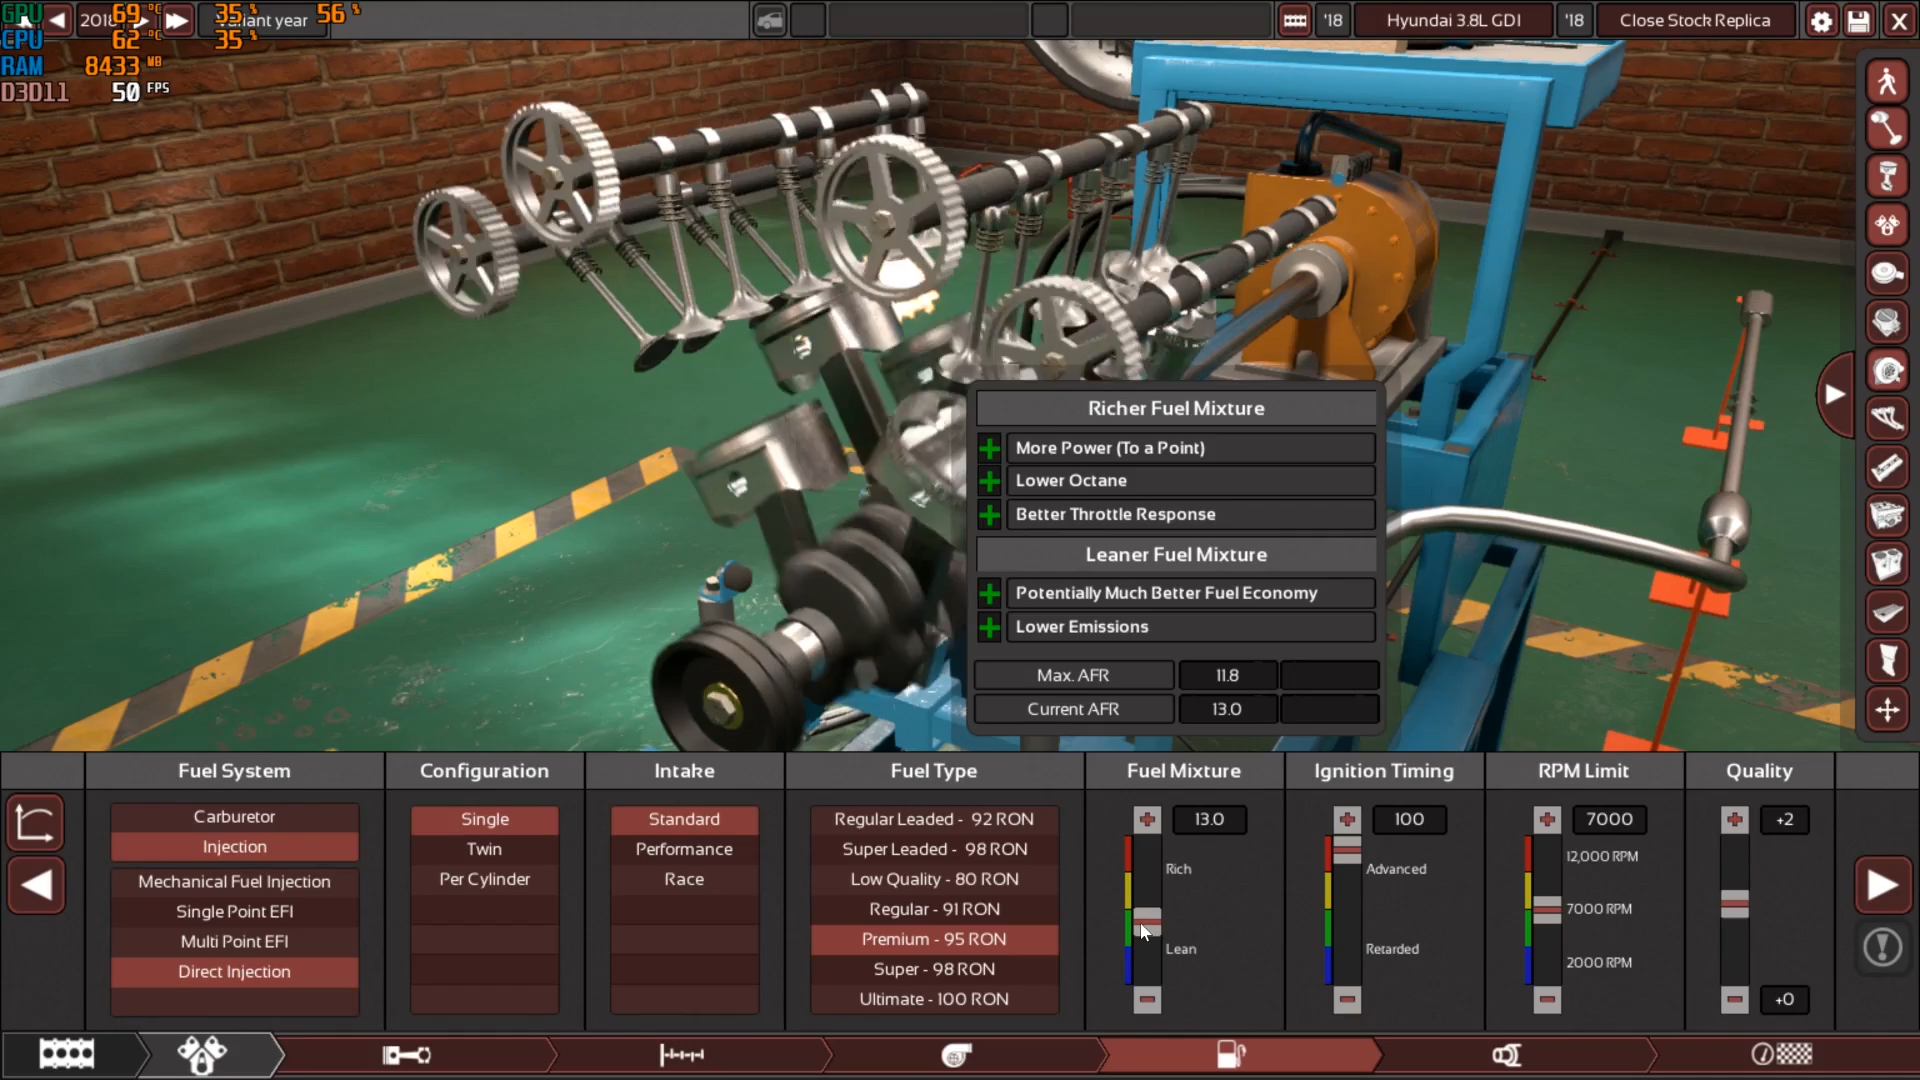 GPU 69 °C 35 % 56 %
CPU 62 °C 35 %
RAM 8433 MB
D3D11 50 FPS
2018
Variant year
'18
Hyundai 3.8L GDI
'18
Close Stock Replica
Richer Fuel Mixture
More Power (To a Point)
Lower Octane
Better Throttle Response
Leaner Fuel Mixture
Potentially Much Better Fuel Economy
Lower Emissions
Max. AFR 11.8
Current AFR 13.0
Fuel System
Carburetor
Injection
Mechanical Fuel Injection
Single Point EFI
Multi Point EFI
Direct Injection
Configuration
Single
Twin
Per Cylinder
Intake
Standard
Performance
Race
Fuel Type
Regular Leaded - 92 RON
Super Leaded - 98 RON
Low Quality - 80 RON
Regular - 91 RON
Premium - 95 RON
Super - 98 RON
Ultimate - 100 RON
Fuel Mixture
13.0
Rich
Lean
Ignition Timing
100
Advanced
Retarded
RPM Limit
7000
12,000 RPM
7000 RPM
2000 RPM
Quality
+2
+0